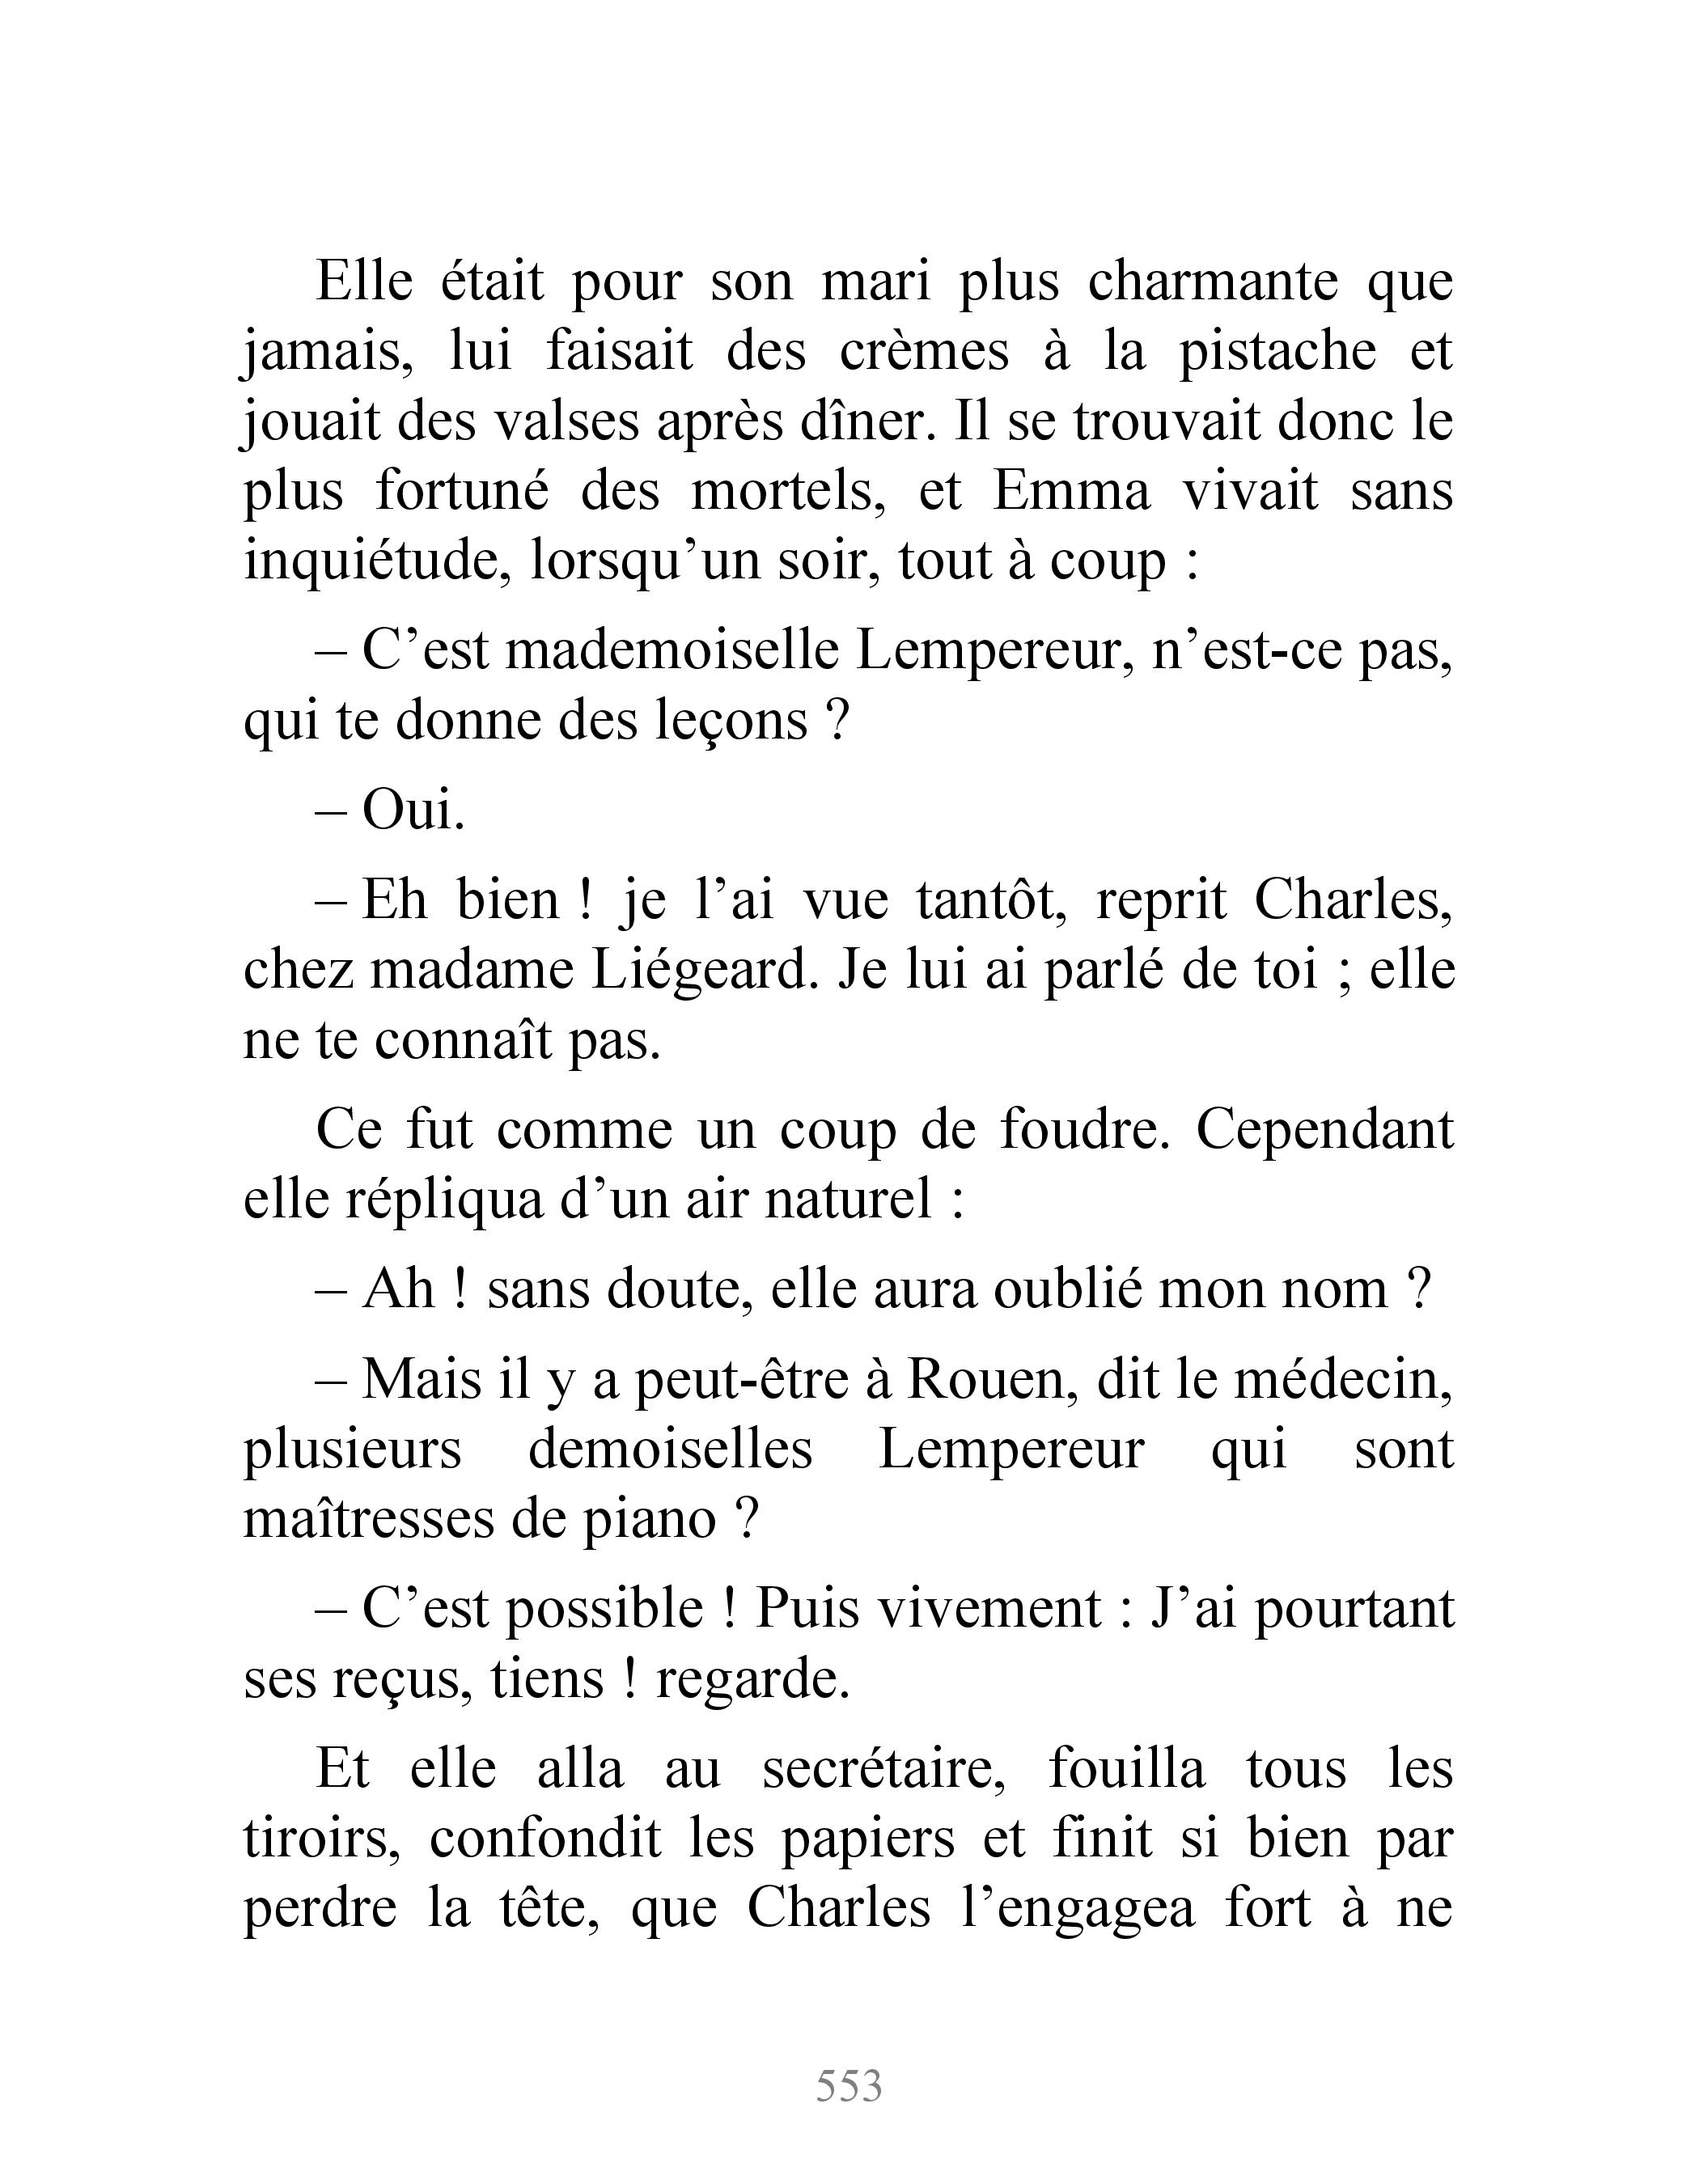 Elle était pour son mari plus charmante que
jamais, lui faisait des crèmes à la pistache et
jouait des valses après dîner. Il se trouvait donc le
plus fortuné des mortels, et Emma vivait sans
inquiétude, lorsqu’un soir, tout à coup :
– C’est mademoiselle Lempereur, n’est-ce pas,
qui te donne des leçons ?
– Oui.
– Eh bien ! je l’ai vue tantôt, reprit Charles,
chez madame Liégeard. Je lui ai parlé de toi ; elle
ne te connaît pas.
Ce fut comme un coup de foudre. Cependant
elle répliqua d’un air naturel :
– Ah ! sans doute, elle aura oublié mon nom ?
– Mais il y a peut-être à Rouen, dit le médecin,
plusieurs demoiselles Lempereur qui sont
maîtresses de piano ?
– C’est possible ! Puis vivement : J’ai pourtant
ses reçus, tiens ! regarde.
Et elle alla au secrétaire, fouilla tous les
tiroirs, confondit les papiers et finit si bien par
perdre la tête, que Charles l’engagea fort à ne
553